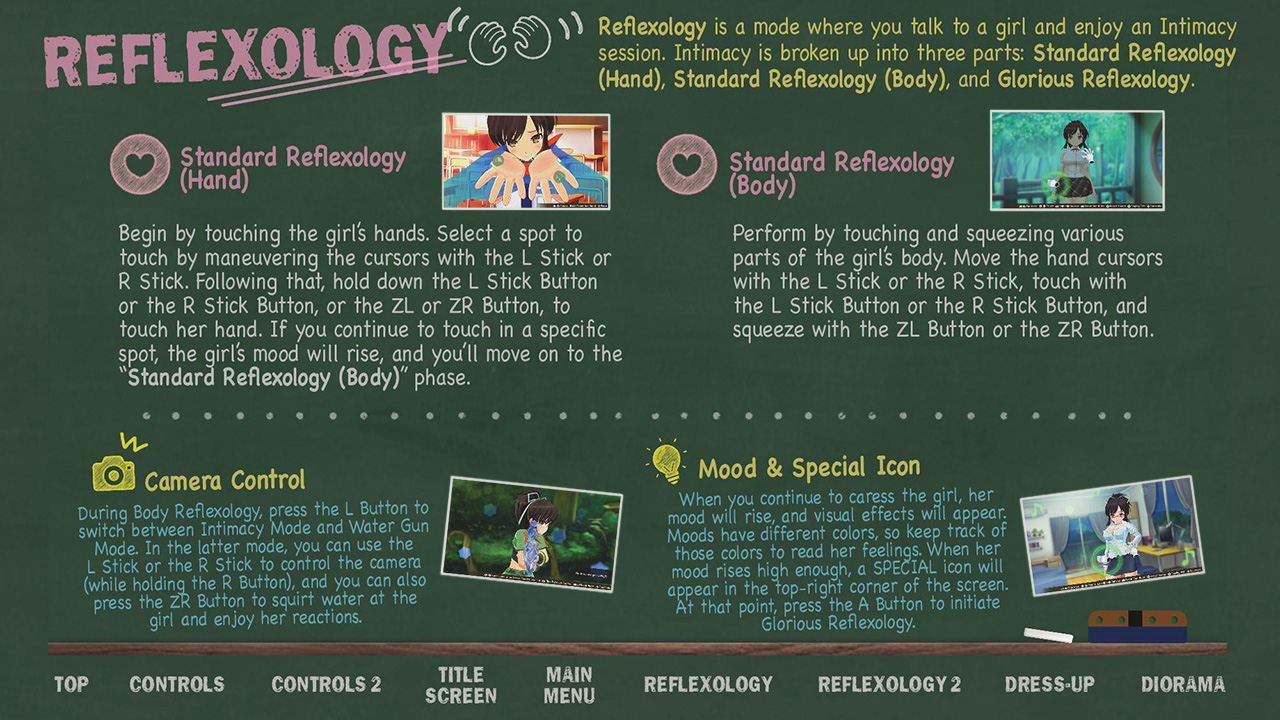 REFLEXOLOGY
Reflexology is a mode where you talk to a girl and enjoy an Intimacy
session. Intimacy is broken up into three parts: Standard Reflexology
(Hand), Standard Reflexology (Body), and Glorious Reflexology.
Standard Reflexology
(Hand)
Begin by touching the girl's hands. Select a spot to
touch by maneuvering the cursors with the L Stick or
R Stick. Following that, hold down the L Stick Button
or the R Stick Button, or the ZL or ZR Button, to
touch her hand. If you continue to touch in a specific
spot, the girl's mood will rise, and you'll move on to the
"Standard Reflexology (Body)" phase.
Standard Reflexology
(Body)
Perform by touching and squeezing various
parts of the girl's body. Move the hand cursors
with the L Stick or the R Stick, touch with
the L Stick Button or the R Stick Button, and
squeeze with the ZL Button or the ZR Button.
Camera Control
During Body Reflexology, press the L Button to
switch between Intimacy Mode and Water Gun
Mode. In the latter mode, you can use the
L Stick or the R Stick to control the camera
(while holding the R Button), and you can also
press the ZR Button to squirt water at the
girl and enjoy her reactions.
Mood & Special Icon
When you continue to caress the girl, her
mood will rise, and visual effects will appear.
Moods have different colors, so keep track of
those colors to read her feelings. When her
mood rises high enough, a SPECIAL icon will
appear in the top-right corner of the screen.
At that point, press the A Button to initiate
Glorious Reflexology.
TOP
CONTROLS
CONTROLS 2
TITLE
SCREEN
MAIN
MENU
REFLEXOLOGY
REFLEXOLOGY 2
DRESS-UP
DIORAMA